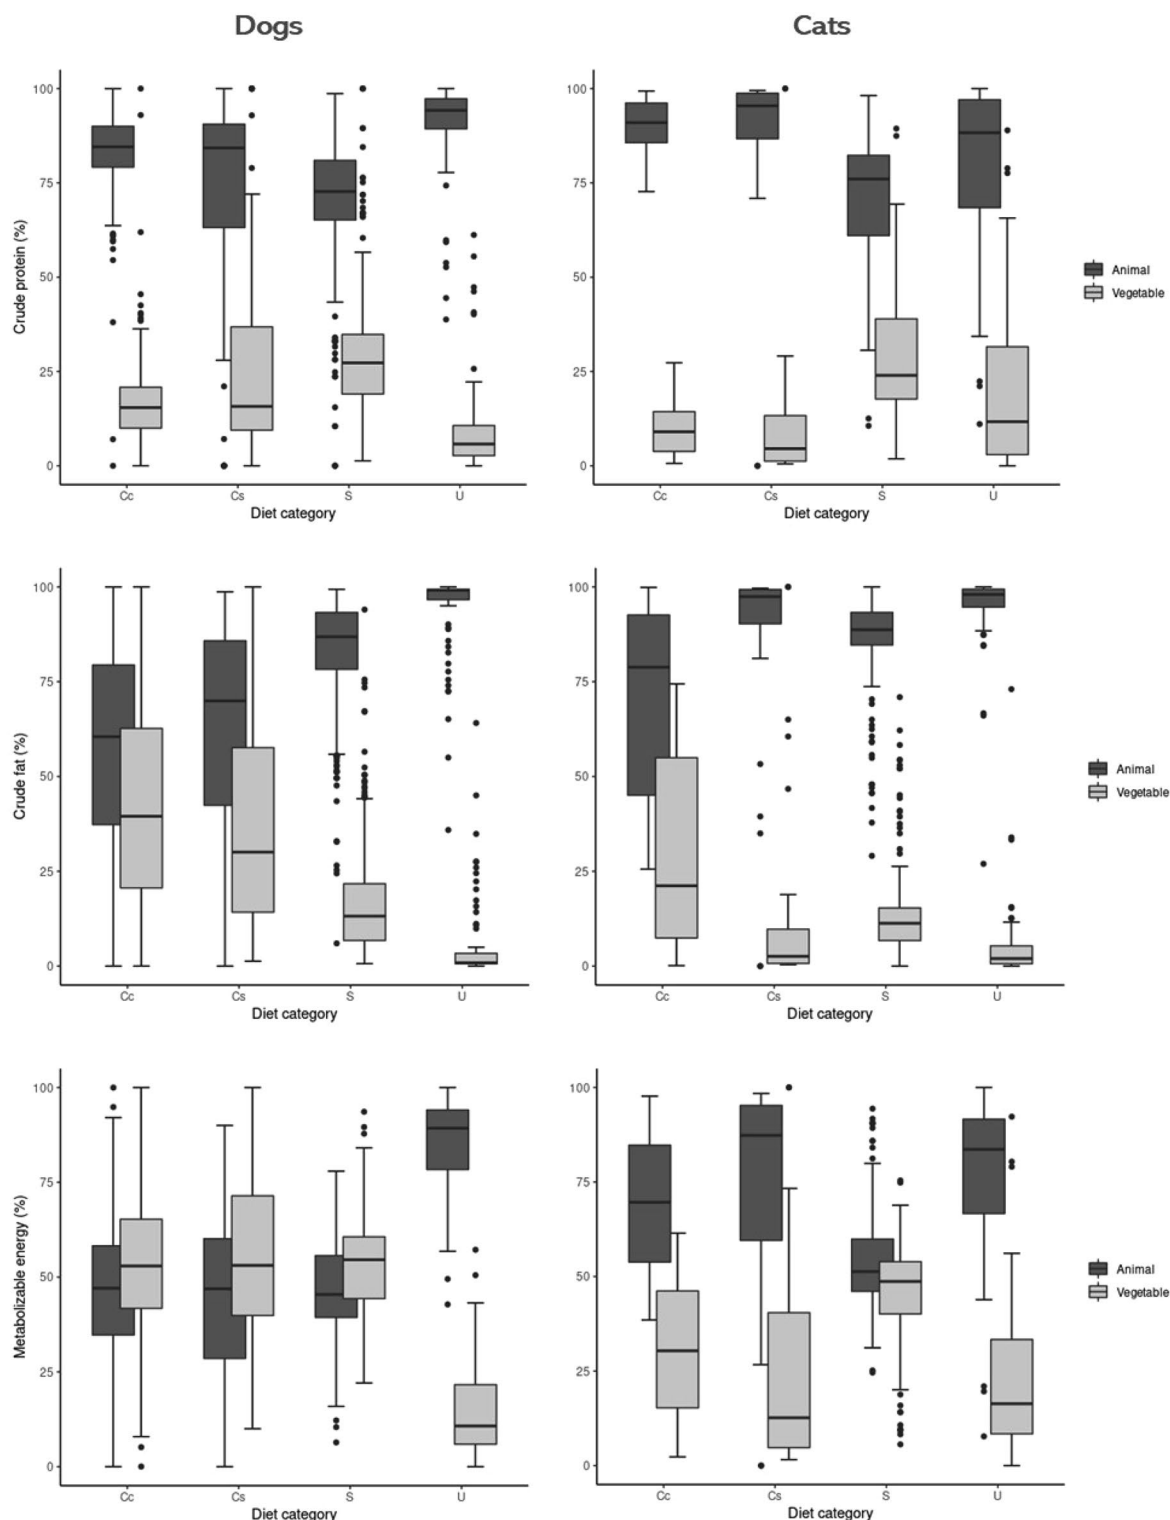 Dogs
Cats
Crude protein (%)
100
75
50
25
0
Cc Cs S U
Diet category
100
75
50
25
0
Cc Cs S U
Diet category
Animal
Vegetable
Crude fat (%)
100
75
50
25
0
Cc Cs S U
Diet category
100
75
50
25
0
Cc Cs S U
Diet category
Animal
Vegetable
Metabolizable energy (%)
100
75
50
25
0
Cc Cs S U
Diet category
100
75
50
25
0
Cc Cs S U
Diet category
Animal
Vegetable